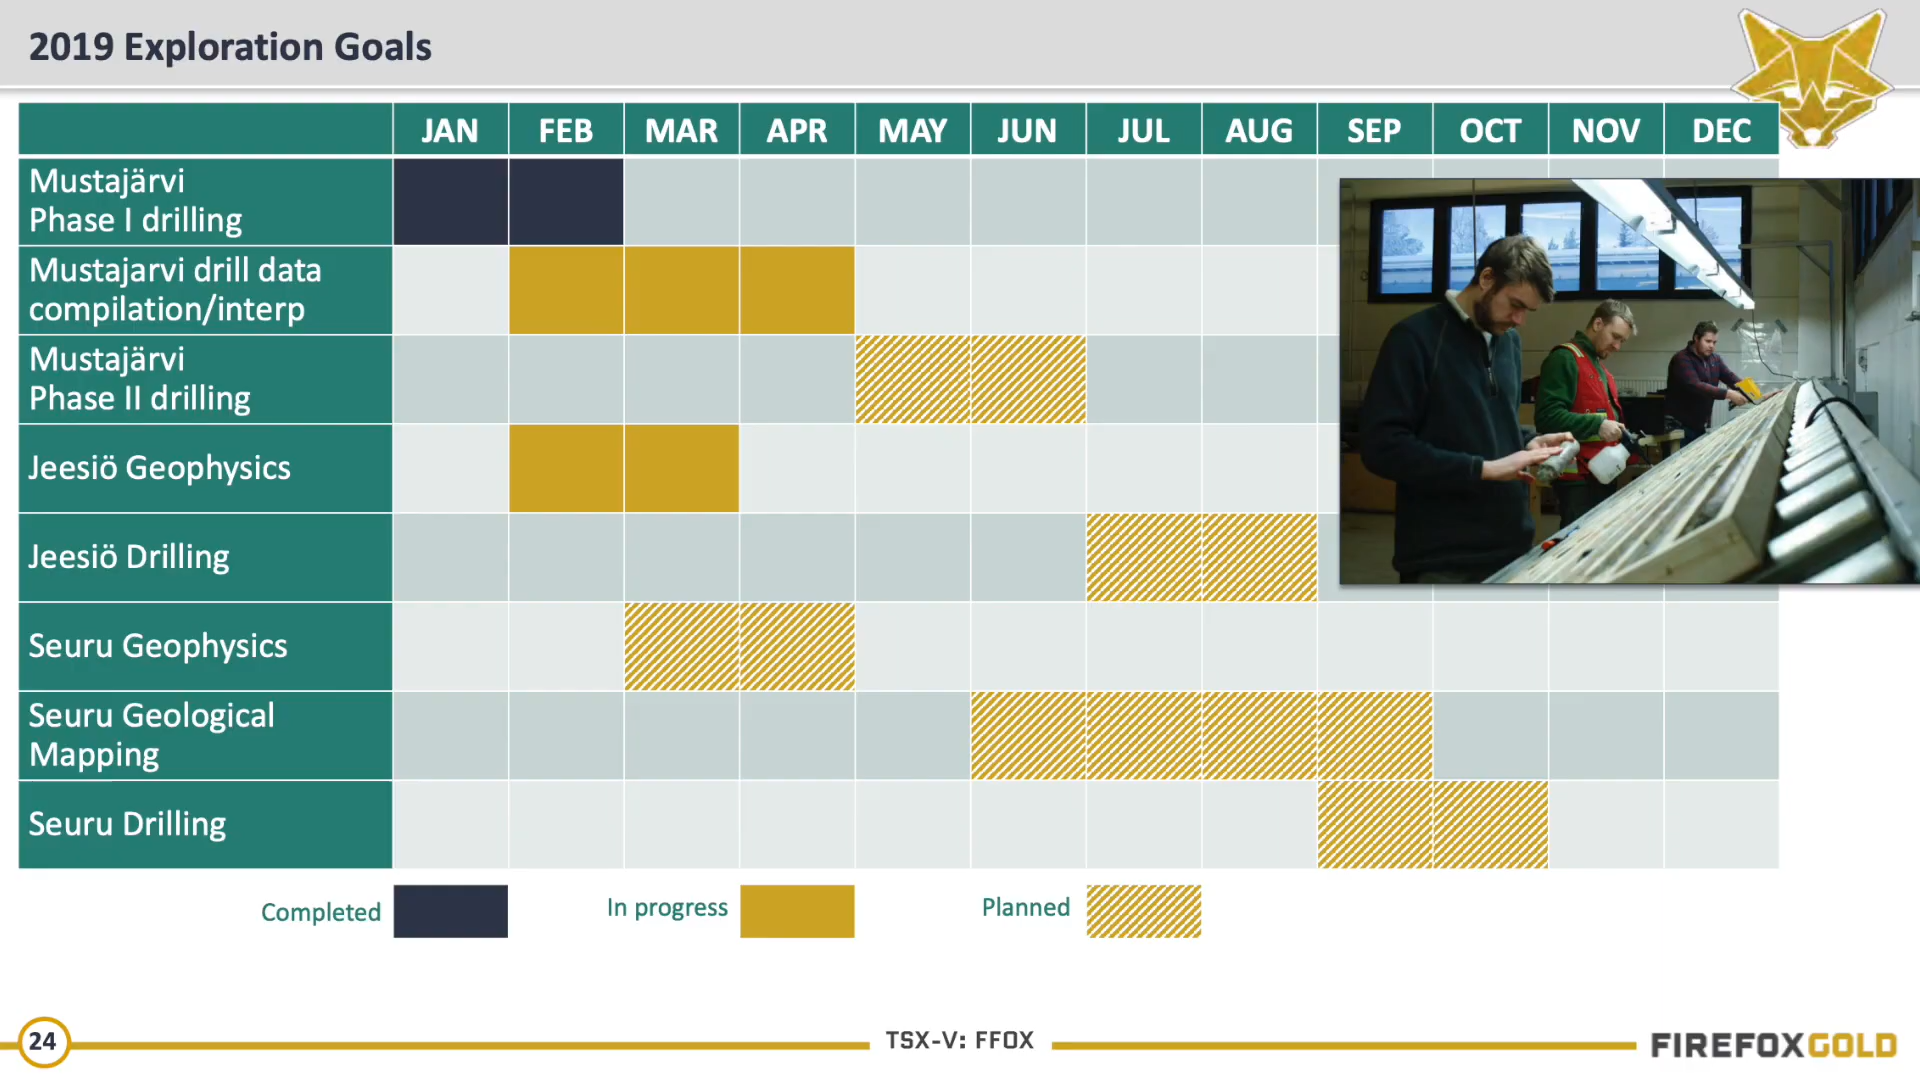 2019 Exploration Goals
JAN FEB MAR APR MAY JUN JUL AUG SEP OCT NOV DEC
Mustajärvi
Phase I drilling
Mustajarvi drill data
compilation/interp
Mustajärvi
Phase II drilling
Jeesiö Geophysics
Jeesiö Drilling
Seuru Geophysics
Seuru Geological
Mapping
Seuru Drilling
Completed In progress Planned
24 TSX-V: FFOX FIREFOXGOLD